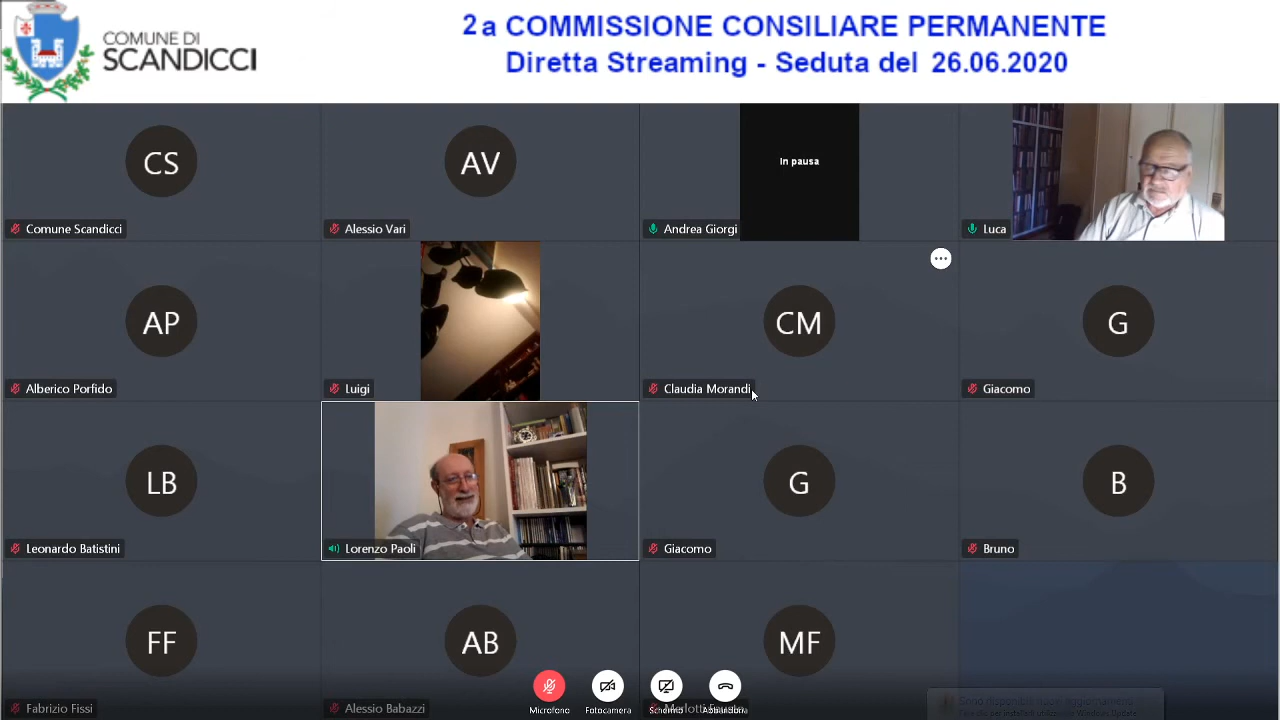 COMUNE DI
SCANDICCI
2a COMMISSIONE CONSILIARE PERMANENTE
Diretta Streaming - Seduta del 26.06.2020
CS
Comune Scandicci
AV
Alessio Vari
In pausa
Andrea Giorgi
Luca
AP
Alberico Porfido
Luigi
CM
Claudia Morandi
G
Giacomo
LB
Leonardo Batistini
Lorenzo Paoli
G
Giacomo
B
Bruno
FF
Fabrizio Fissi
AB
Alessio Babazzi
MF
Microfono
Fotocamera
Schermo
Abbandona